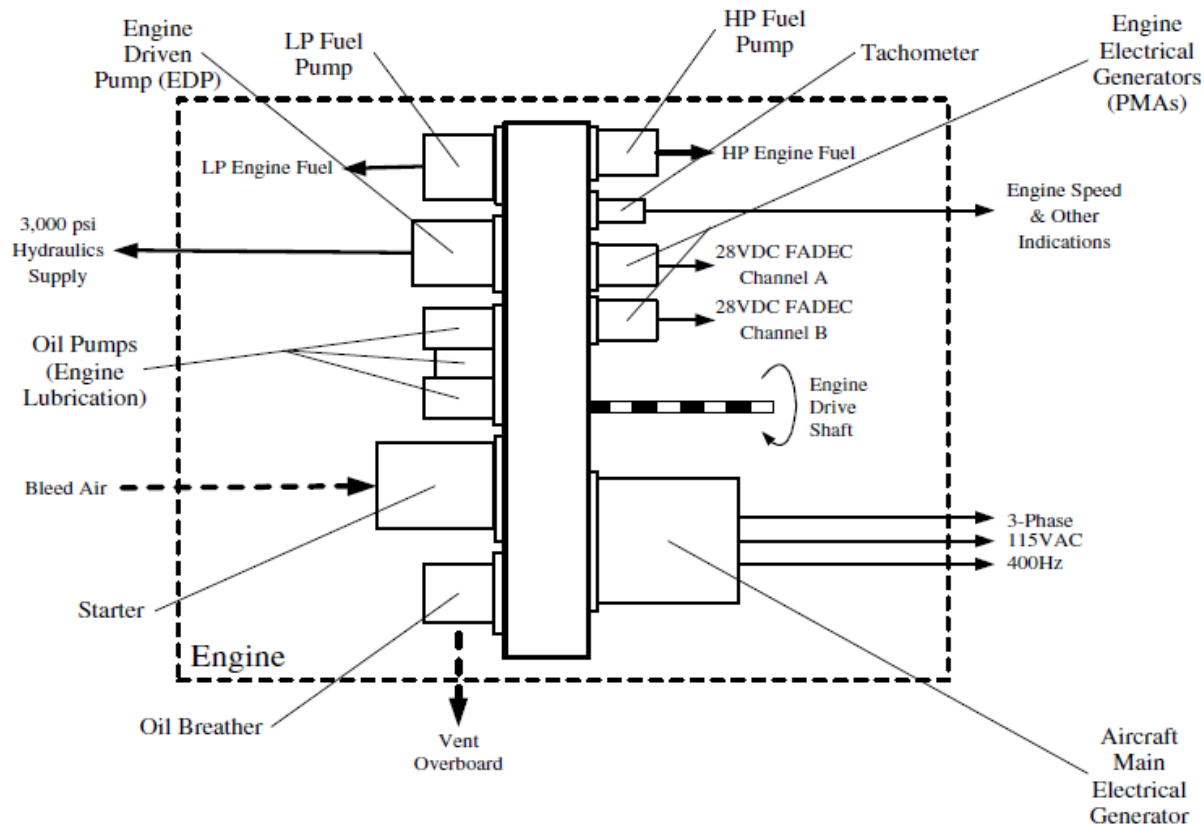 Engine
Driven
Pump (EDP)
LP Fuel
Pump
HP Fuel
Pump
Tachometer
Engine
Electrical
Generators
(PMAs)
LP Engine Fuel
HP Engine Fuel
3,000 psi
Hydraulics
Supply
Engine Speed
& Other
Indications
28VDC FADEC
Channel A
28VDC FADEC
Channel B
Oil Pumps
(Engine
Lubrication)
Engine
Drive
Shaft
Bleed Air
3-Phase
115VAC
400Hz
Starter
Engine
Oil Breather
Vent
Overboard
Aircraft
Main
Electrical
Generator